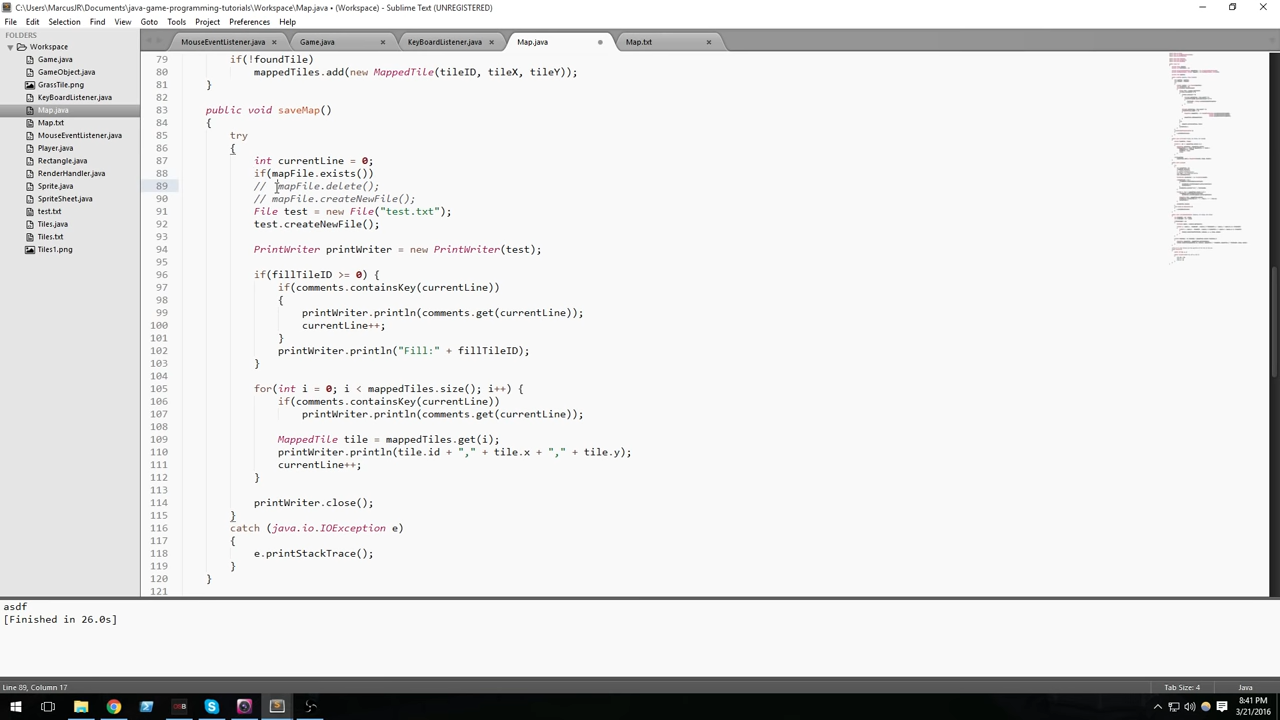 C:\Users\MarcusJR\Documents\java-game-programming-tutorials\Workspace\Map.java • (Workspace) - Sublime Text (UNREGISTERED)
File Edit Selection Find View Goto Tools Project Preferences Help
FOLDERS
Workspace
Game.java
GameObject.java
GrassTile.png
KeyBoardListener.java
Map.java
Map.txt
MouseEventListener.java
Player.java
Rectangle.java
RenderHandler.java
Sprite.java
SpriteSheet.java
test.txt
Tiles.java
Tiles.txt
Tiles1.png
MouseEventListener.java × Game.java × KeyBoardListener.java × Map.java Map.txt ×
79 if(!foundTile)
80 mappedTiles.add(new MappedTile(tileID, tileX, tileY));
81 }
82
83 public void saveMap()
84 {
85 try
86 {
87 int currentLine = 0;
88 if(mapFile.exists())
89 // mapFile.delete();
90 // mapFile.createNewFile();
91 File test = new File("test.txt");
92 test.createNewFile();
93
94
95
96 if(fillTileID >= 0) {
97 if(comments.containsKey(currentLine))
98 {
99 printWriter.println(comments.get(currentLine));
100 currentLine++;
101 }
102 printWriter.println("Fill:" + fillTileID);
103 }
104
105 for(int i = 0; i < mappedTiles.size(); i++) {
106 if(comments.containsKey(currentLine))
107 printWriter.println(comments.get(currentLine));
108
109 MappedTile tile = mappedTiles.get(i);
110 printWriter.println(tile.id + "," + tile.x + "," + tile.y);
111 currentLine++;
112 }
113
114 printWriter.close();
115 }
116 catch (java.io.IOException e)
117 {
118 e.printStackTrace();
119 }
120 }
121
asdf
[Finished in 26.0s]
Line 89, Column 17 Tab Size: 4 Java
8:41 PM
3/21/2016